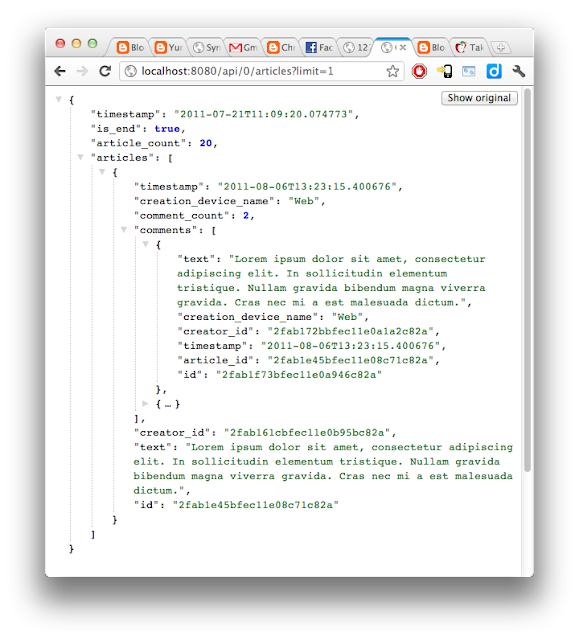 Blo Yur Syn Gm Chr Fac 12 Blo Tal
localhost:8080/api/0/articles?limit=1
Show original
{
"timestamp": "2011-07-21T11:09:20.074773",
"is_end": true,
"article_count": 20,
"articles": [
{
"timestamp": "2011-08-06T13:23:15.400676",
"creation_device_name": "Web",
"comment_count": 2,
"comments": [
{
"text": "Lorem ipsum dolor sit amet, consectetur
adipiscing elit. In sollicitudin elementum
tristique. Nullam gravida bibendum magna viverra
gravida. Cras nec mi a est malesuada dictum.",
"creation_device_name": "Web",
"creator_id": "2fab172bbfec11e0a1a2c82a",
"timestamp": "2011-08-06T13:23:15.400676",
"article_id": "2fab1e45bfec11e08c71c82a",
"id": "2fab1f73bfec11e0a946c82a"
},
{ … }
],
"creator_id": "2fab161cbfec11e0b95bc82a",
"text": "Lorem ipsum dolor sit amet, consectetur adipiscing
elit. In sollicitudin elementum tristique. Nullam gravida
bibendum magna viverra gravida. Cras nec mi a est malesuada
dictum.",
"id": "2fab1e45bfec11e08c71c82a"
}
]
}